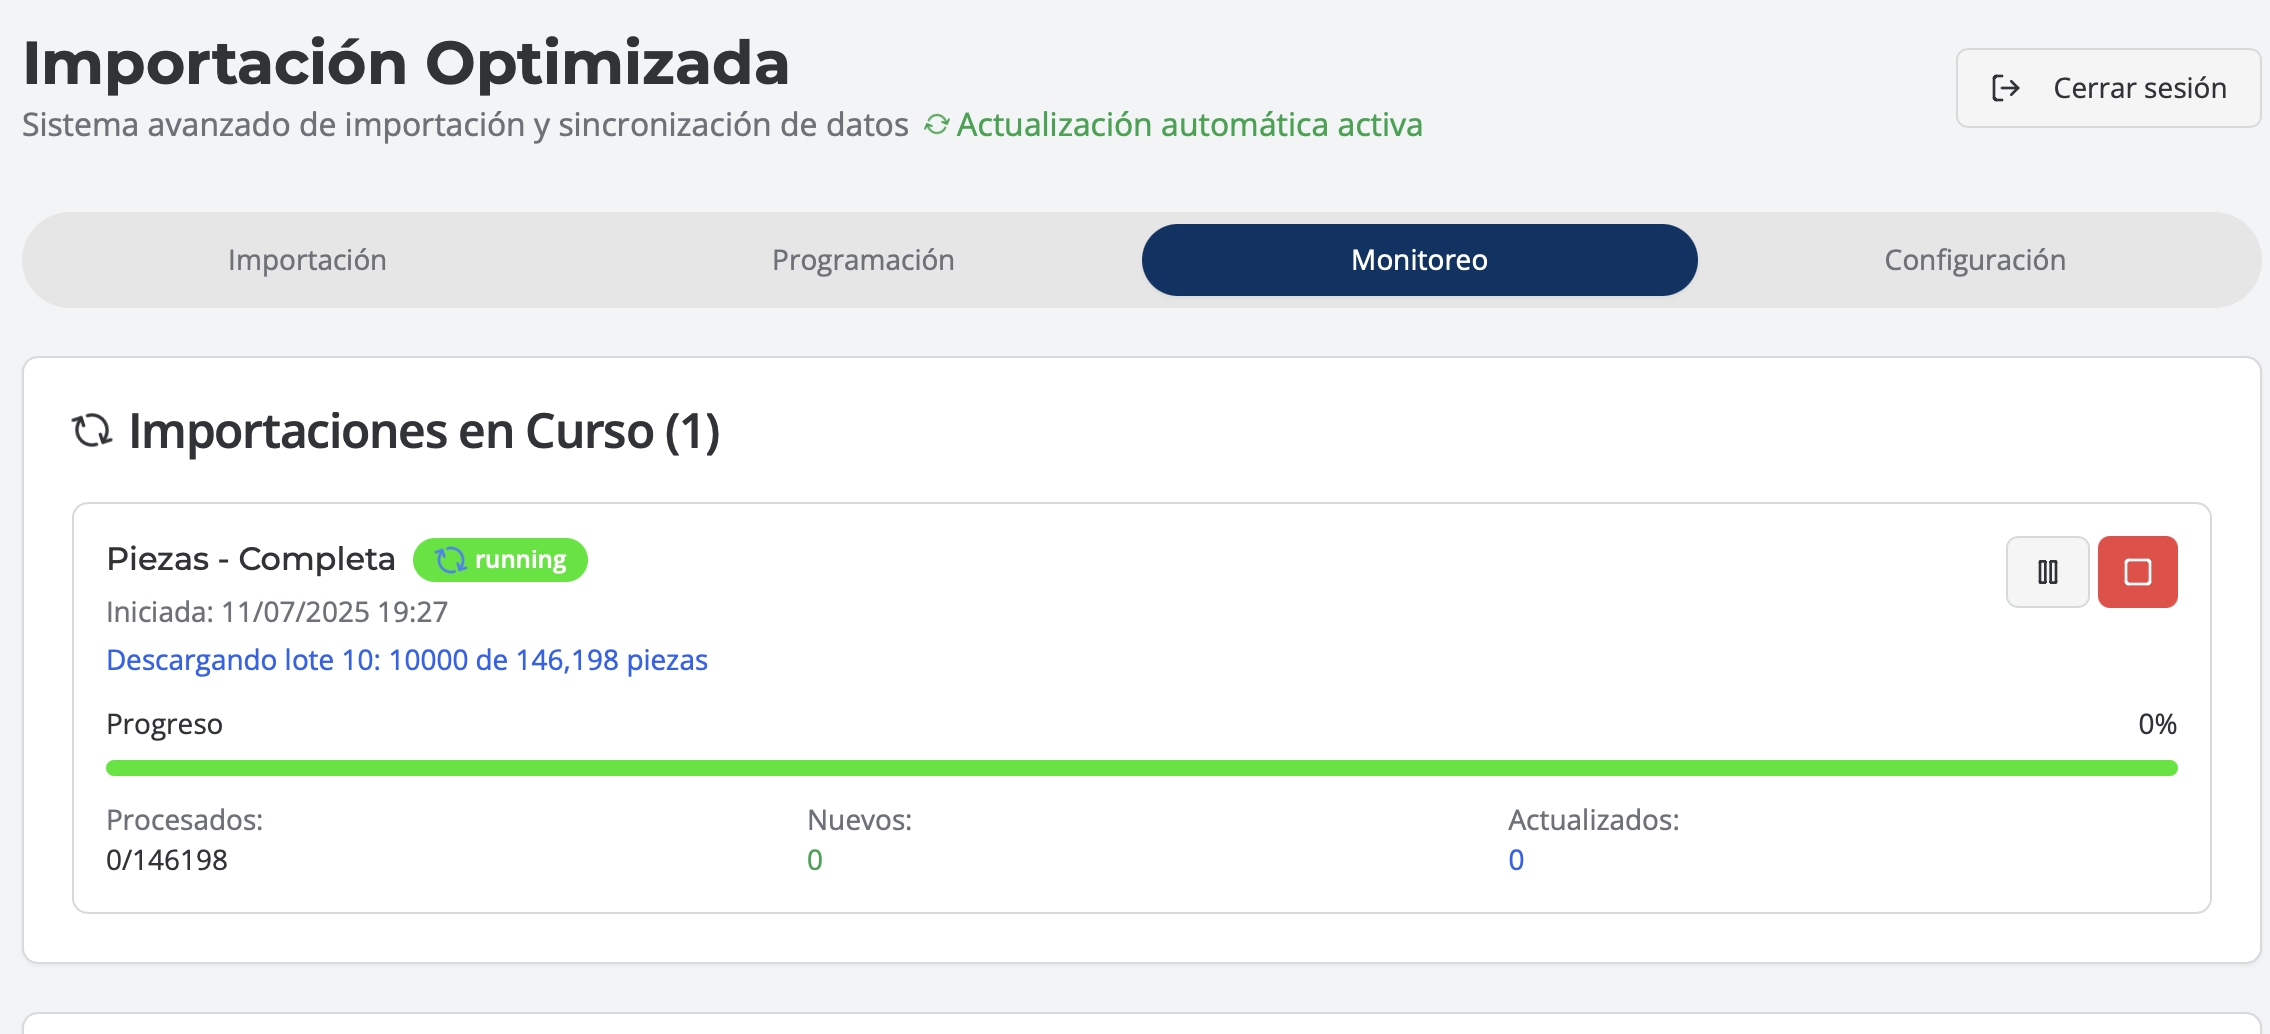 Importación Optimizada
Cerrar sesión
Sistema avanzado de importación y sincronización de datos Actualización automática activa
Importación Programación Monitoreo Configuración
Importaciones en Curso (1)
Piezas - Completa running
Iniciada: 11/07/2025 19:27
Descargando lote 10: 10000 de 146,198 piezas
Progreso 0%
Procesados: Nuevos: Actualizados:
0/146198 0 0